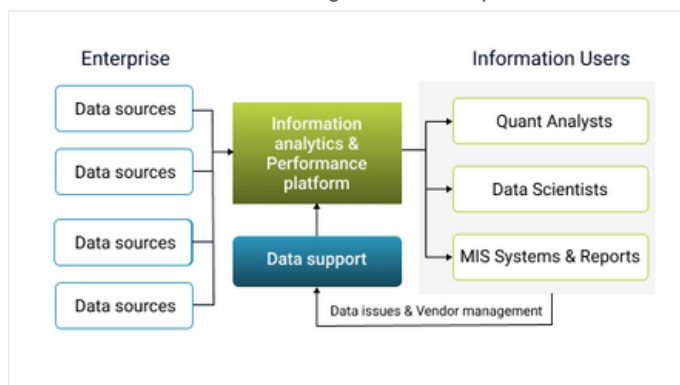 Enterprise
Information Users
Data sources
Data sources
Data sources
Data sources
Information
analytics &
Performance
platform
Data support
Quant Analysts
Data Scientists
MIS Systems & Reports
Data issues & Vendor management